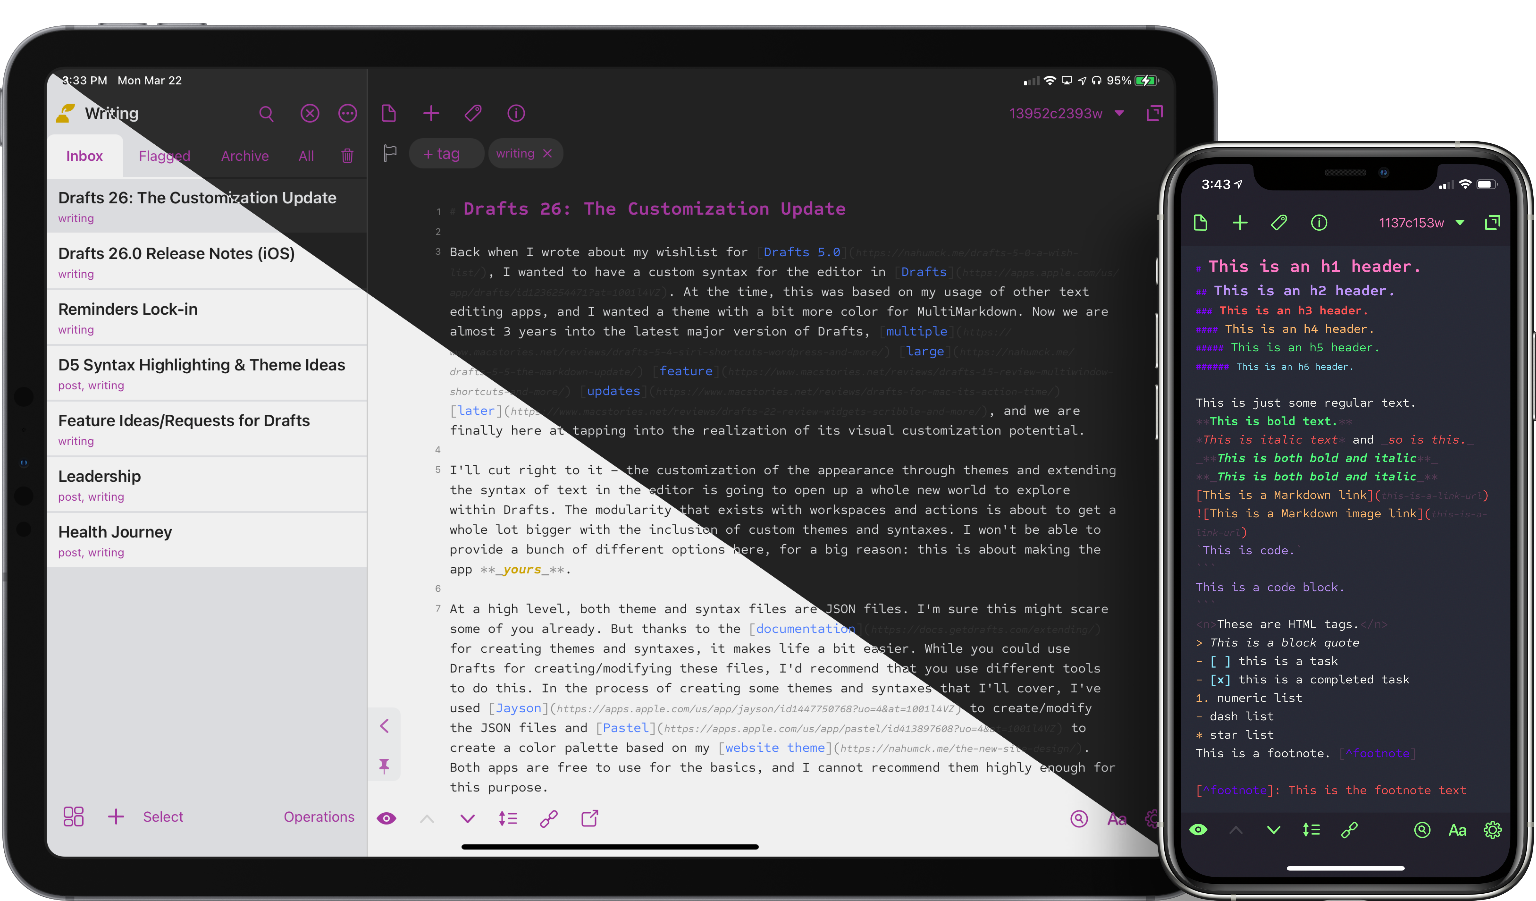 3:33 PM Mon Mar 22
95%
Writing
13952c2393w
Inbox Flagged Archive All
+ tag
writing ×
Drafts 26: The Customization Update
writing
Drafts 26.0 Release Notes (iOS)
writing
Reminders Lock-in
writing
D5 Syntax Highlighting & Theme Ideas
post, writing
Feature Ideas/Requests for Drafts
writing
Leadership
post, writing
Health Journey
post, writing
Select
Operations
1 # Drafts 26: The Customization Update
2
3 Back when I wrote about my wishlist for [Drafts 5.0](https://nahumck.me/drafts-5-0-a-wish-
list/), I wanted to have a custom syntax for the editor in [Drafts](https://apps.apple.com/us/
app/drafts/id1236254471?at=1001l4VZ). At the time, this was based on my usage of other text
editing apps, and I wanted a theme with a bit more color for MultiMarkdown. Now we are
almost 3 years into the latest major version of Drafts, [multiple](https://
www.macstories.net/reviews/drafts-5-4-siri-shortcuts-wordpress-and-more/) [large](https://nahumck.me/
drafts-5-5-the-markdown-update/) [feature](https://www.macstories.net/reviews/drafts-15-review-multiwindow-
shortcuts-and-more/) [updates](https://www.macstories.net/reviews/drafts-for-mac-its-action-time/)
[later](https://www.macstories.net/reviews/drafts-22-review-widgets-scribble-and-more/), and we are
finally here at tapping into the realization of its visual customization potential.
4
5 I'll cut right to it – the customization of the appearance through themes and extending
the syntax of text in the editor is going to open up a whole new world to explore
within Drafts. The modularity that exists with workspaces and actions is about to get a
whole lot bigger with the inclusion of custom themes and syntaxes. I won't be able to
provide a bunch of different options here, for a big reason: this is about making the
app **_yours_**.
6
7 At a high level, both theme and syntax files are JSON files. I'm sure this might scare
some of you already. But thanks to the [documentation](https://docs.getdrafts.com/extending/)
for creating themes and syntaxes, it makes life a bit easier. While you could use
Drafts for creating/modifying these files, I'd recommend that you use different tools
to do this. In the process of creating some themes and syntaxes that I'll cover, I've
used [Jayson](https://apps.apple.com/us/app/jayson/id1447750768?uo=4&at=1001l4VZ) to create/modify
the JSON files and [Pastel](https://apps.apple.com/us/app/pastel/id413897608?uo=4&at=1001l4VZ) to
create a color palette based on my [website theme](https://nahumck.me/the-new-site-design/).
Both apps are free to use for the basics, and I cannot recommend them highly enough for
this purpose.
Aa
3:43
1137c153w
# This is an h1 header.
## This is an h2 header.
### This is an h3 header.
#### This is an h4 header.
##### This is an h5 header.
###### This is an h6 header.
This is just some regular text.
**This is bold text.**
*This is italic text* and _so is this._
_**This is both bold and italic**_
**_This is both bold and italic_**
[This is a Markdown link](this-is-a-link-url)
![This is a Markdown image link](this-is-a-
link-url)
`This is code.`
```
This is a code block.
```
These are HTML tags.
> This is a block quote
- [ ] this is a task
- [x] this is a completed task
1. numeric list
- dash list
* star list
This is a footnote. [^footnote]
[^footnote]: This is the footnote text
Aa